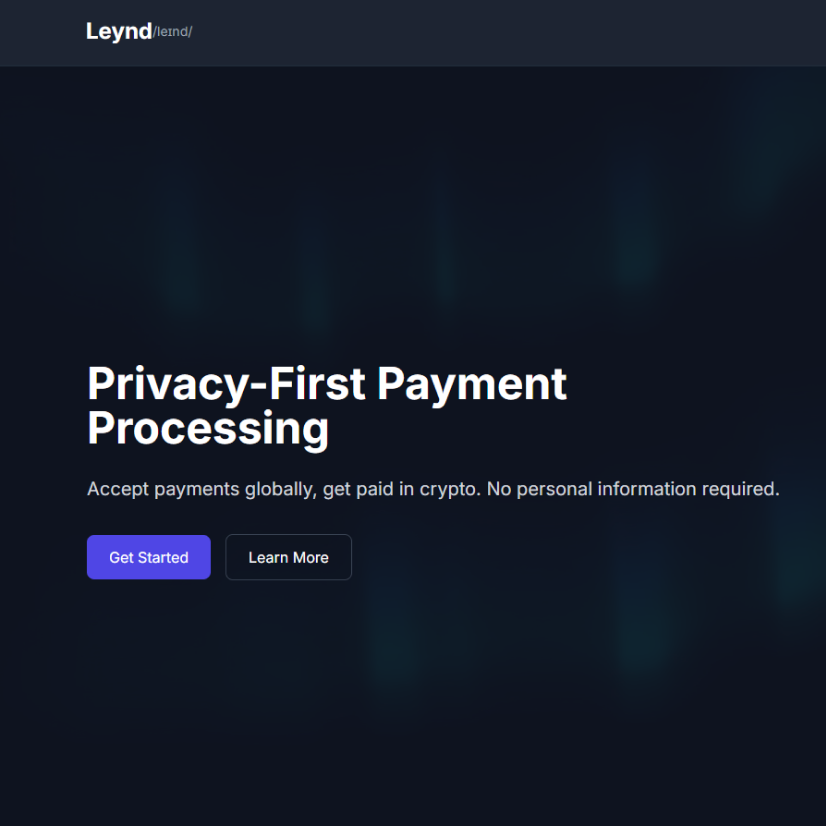 Leynd/leɪnd/
Privacy-First Payment
Processing
Accept payments globally, get paid in crypto. No personal information required.
Get Started
Learn More